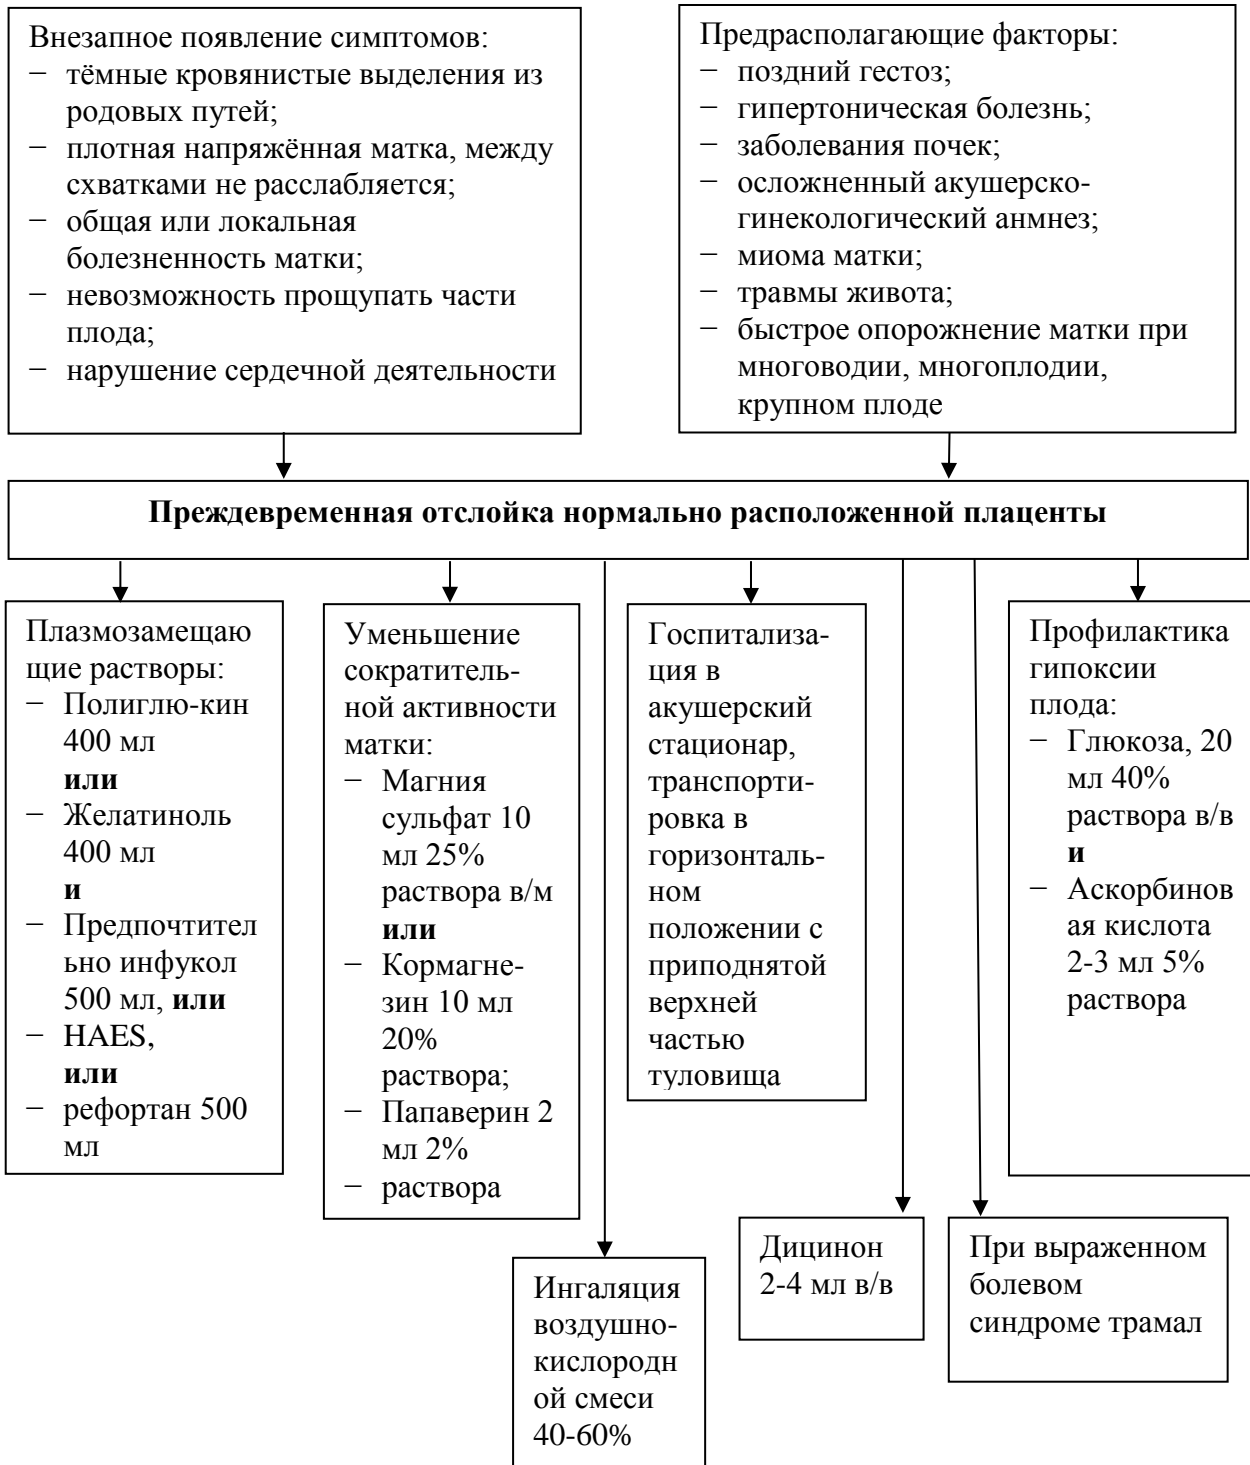 Внезапное появление симптомов:
− тёмные кровянистые выделения из
родовых путей;
− плотная напряжённая матка, между
схватками не расслабляется;
− общая или локальная
болезненность матки;
− невозможность прощупать части
плода;
− нарушение сердечной деятельности
Предрасполагающие факторы:
− поздний гестоз;
− гипертоническая болезнь;
− заболевания почек;
− осложненный акушерско-
гинекологический анмнез;
− миома матки;
− травмы живота;
− быстрое опорожнение матки при
многоводии, многоплодии,
крупном плоде
Преждевременная отслойка нормально расположенной плаценты
Плазмозамещаю
щие растворы:
− Полиглю-кин
400 мл
или
− Желатиноль
400 мл
и
− Предпочтител
ьно инфукол
500 мл, или
− HAES,
или
− рефортан 500
мл
Уменьшение
сократитель-
ной активности
матки:
− Магния
сульфат 10
мл 25%
раствора в/м
или
− Кормагне-
зин 10 мл
20%
раствора;
− Папаверин 2
мл 2%
− раствора
Госпитализа-
ция в
акушерский
стационар,
транспорти-
ровка в
горизонталь-
ном
положении с
приподнятой
верхней
частью
туловища
Профилактика
гипоксии
плода:
− Глюкоза, 20
мл 40%
раствора в/в
и
− Аскорбинов
ая кислота
2-3 мл 5%
раствора
Ингаляция
воздушно-
кислородн
ой смеси
40-60%
Дицинон
2-4 мл в/в
При выраженном
болевом
синдроме трамал